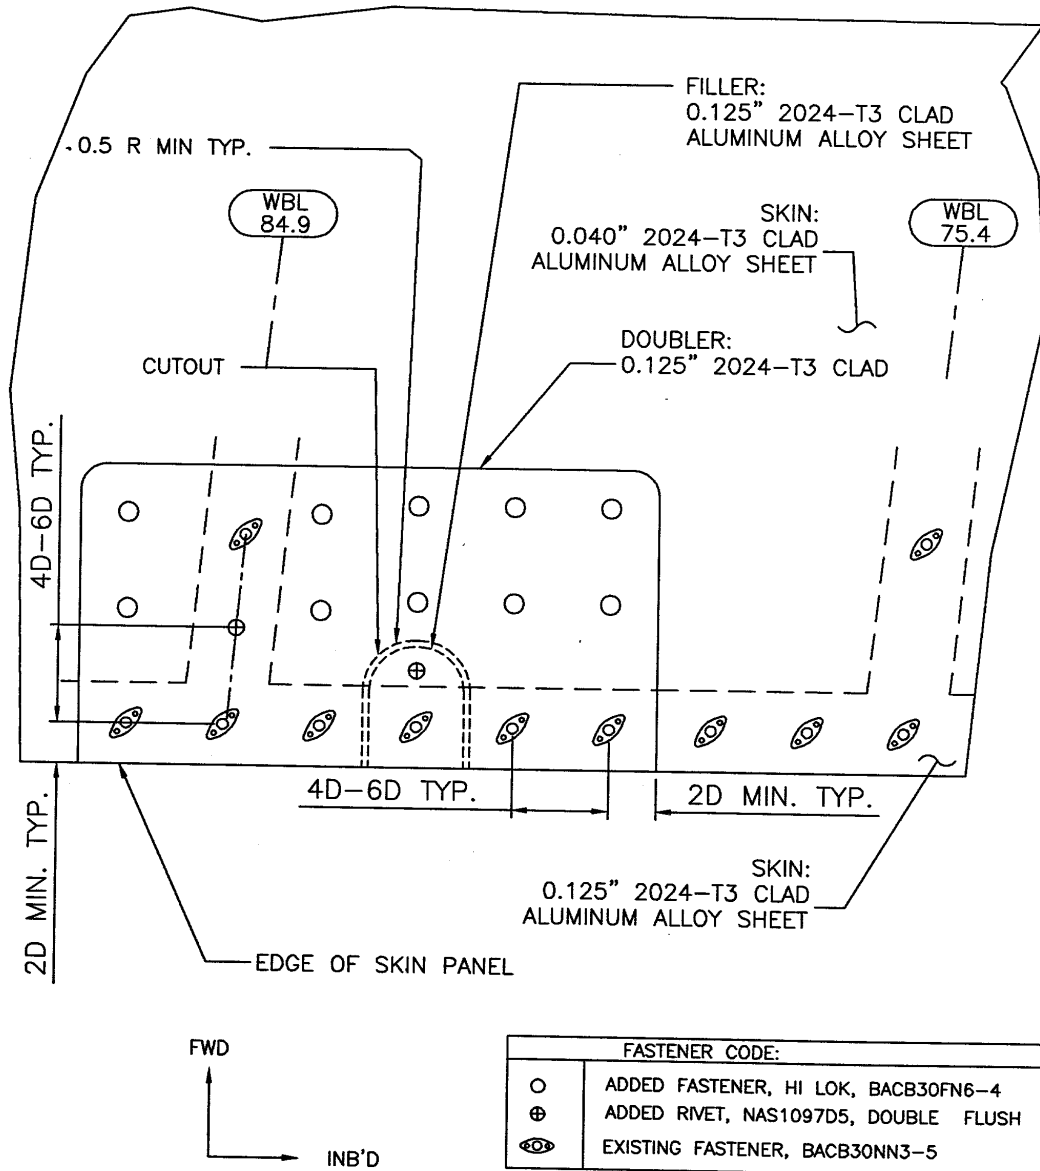 FILLER:
0.125" 2024-T3 CLAD
ALUMINUM ALLOY SHEET
.0.5 R MIN TYP.
WBL
84.9
SKIN:
0.040" 2024-T3 CLAD
ALUMINUM ALLOY SHEET
WBL
75.4
DOUBLER:
0.125" 2024-T3 CLAD
CUTOUT
4D-6D TYP.
4D-6D TYP.
2D MIN. TYP.
2D MIN. TYP.
SKIN:
0.125" 2024-T3 CLAD
ALUMINUM ALLOY SHEET
EDGE OF SKIN PANEL
FWD
INB'D
FASTENER CODE:
ADDED FASTENER, HI LOK, BACB30FN6-4
ADDED RIVET, NAS1097D5, DOUBLE FLUSH
EXISTING FASTENER, BACB30NN3-5